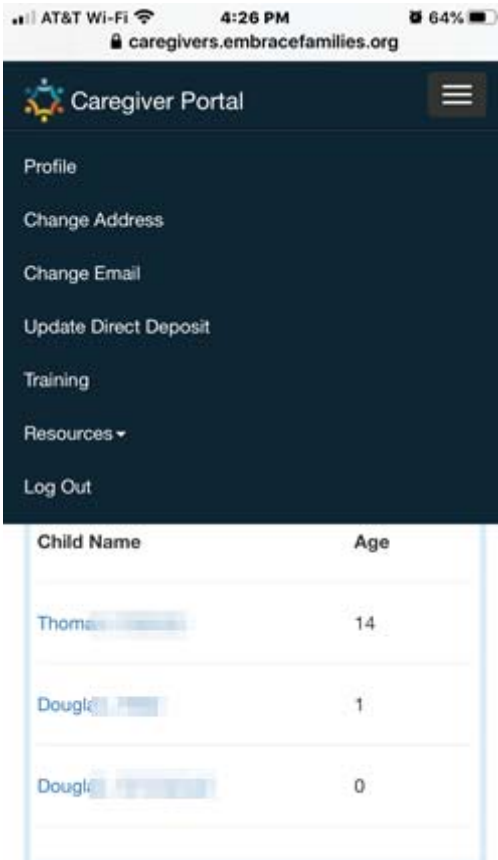 AT&T Wi-Fi 4:26 PM 64%
caregivers.embracefamilies.org
Caregiver Portal
Profile
Change Address
Change Email
Update Direct Deposit
Training
Resources
Log Out
Child Name Age
14
1
0